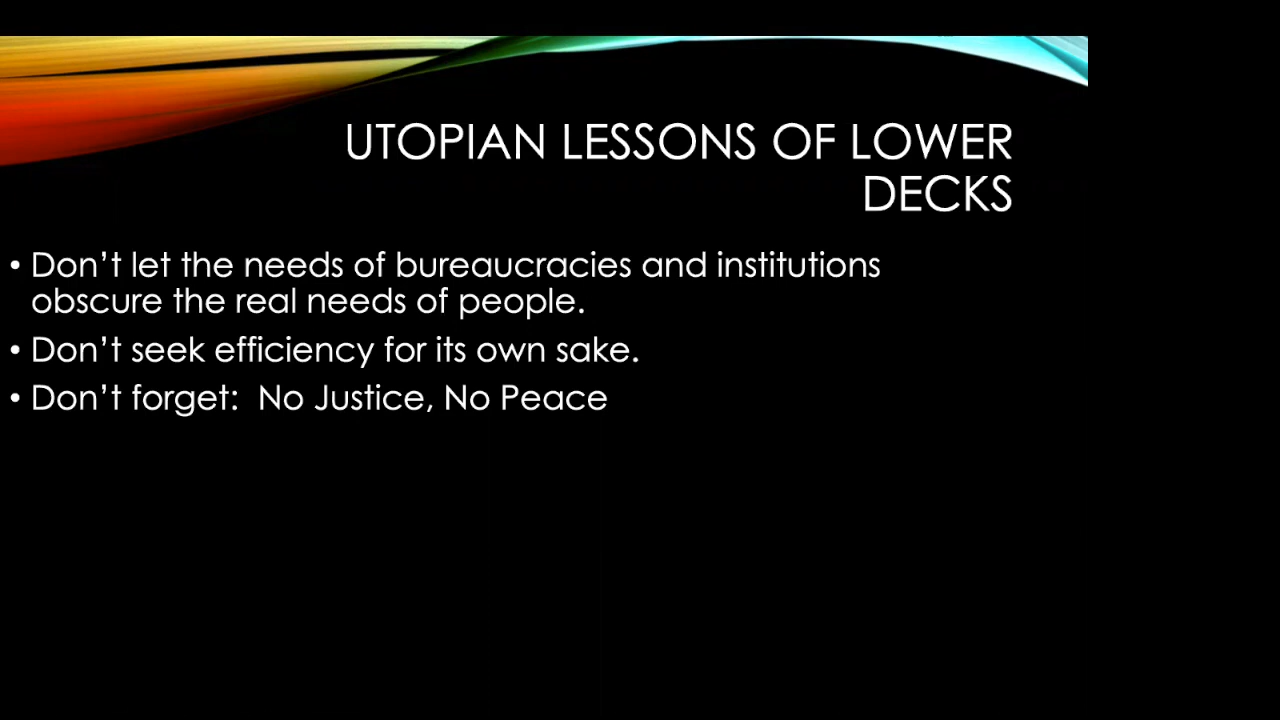 UTOPIAN LESSONS OF LOWER
DECKS
• Don’t let the needs of bureaucracies and institutions
obscure the real needs of people.
• Don’t seek efficiency for its own sake.
• Don’t forget:  No Justice, No Peace